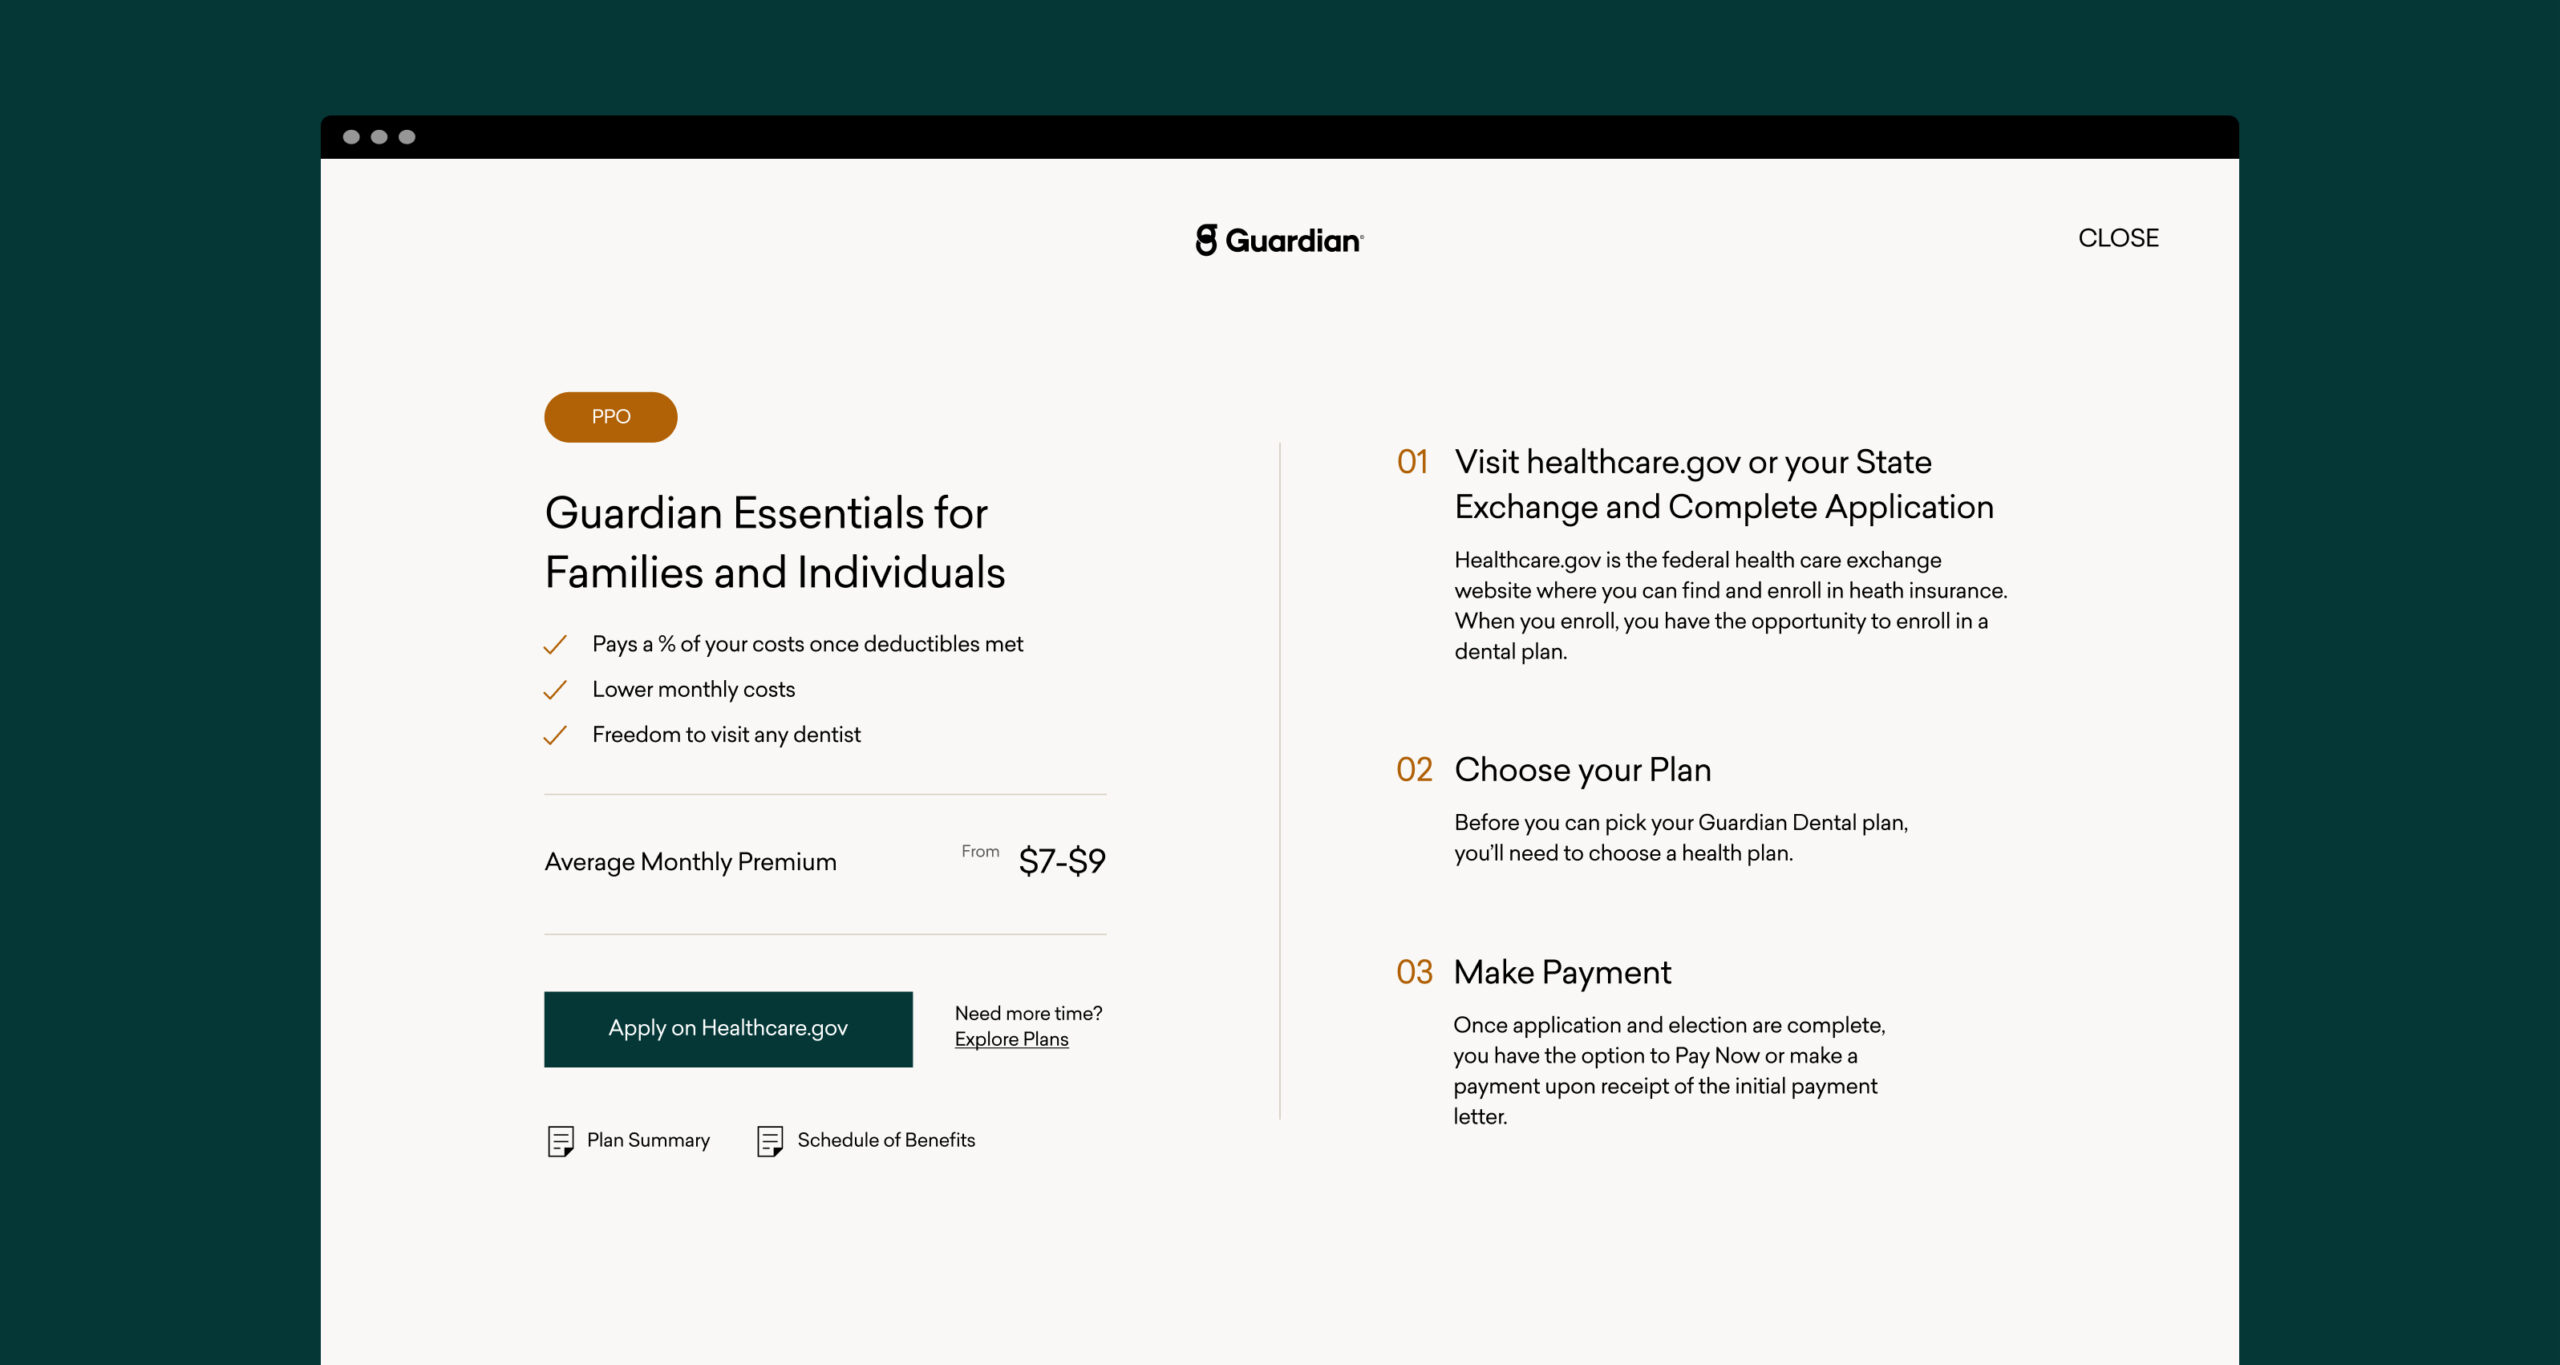 Guardian®
CLOSE
PPO
Guardian Essentials for
Families and Individuals
Pays a % of your costs once deductibles met
Lower monthly costs
Freedom to visit any dentist
Average Monthly Premium
From $7-$9
Apply on Healthcare.gov
Need more time?
Explore Plans
Plan Summary
Schedule of Benefits
01 Visit healthcare.gov or your State
Exchange and Complete Application
Healthcare.gov is the federal health care exchange
website where you can find and enroll in heath insurance.
When you enroll, you have the opportunity to enroll in a
dental plan.
02 Choose your Plan
Before you can pick your Guardian Dental plan,
you’ll need to choose a health plan.
03 Make Payment
Once application and election are complete,
you have the option to Pay Now or make a
payment upon receipt of the initial payment
letter.